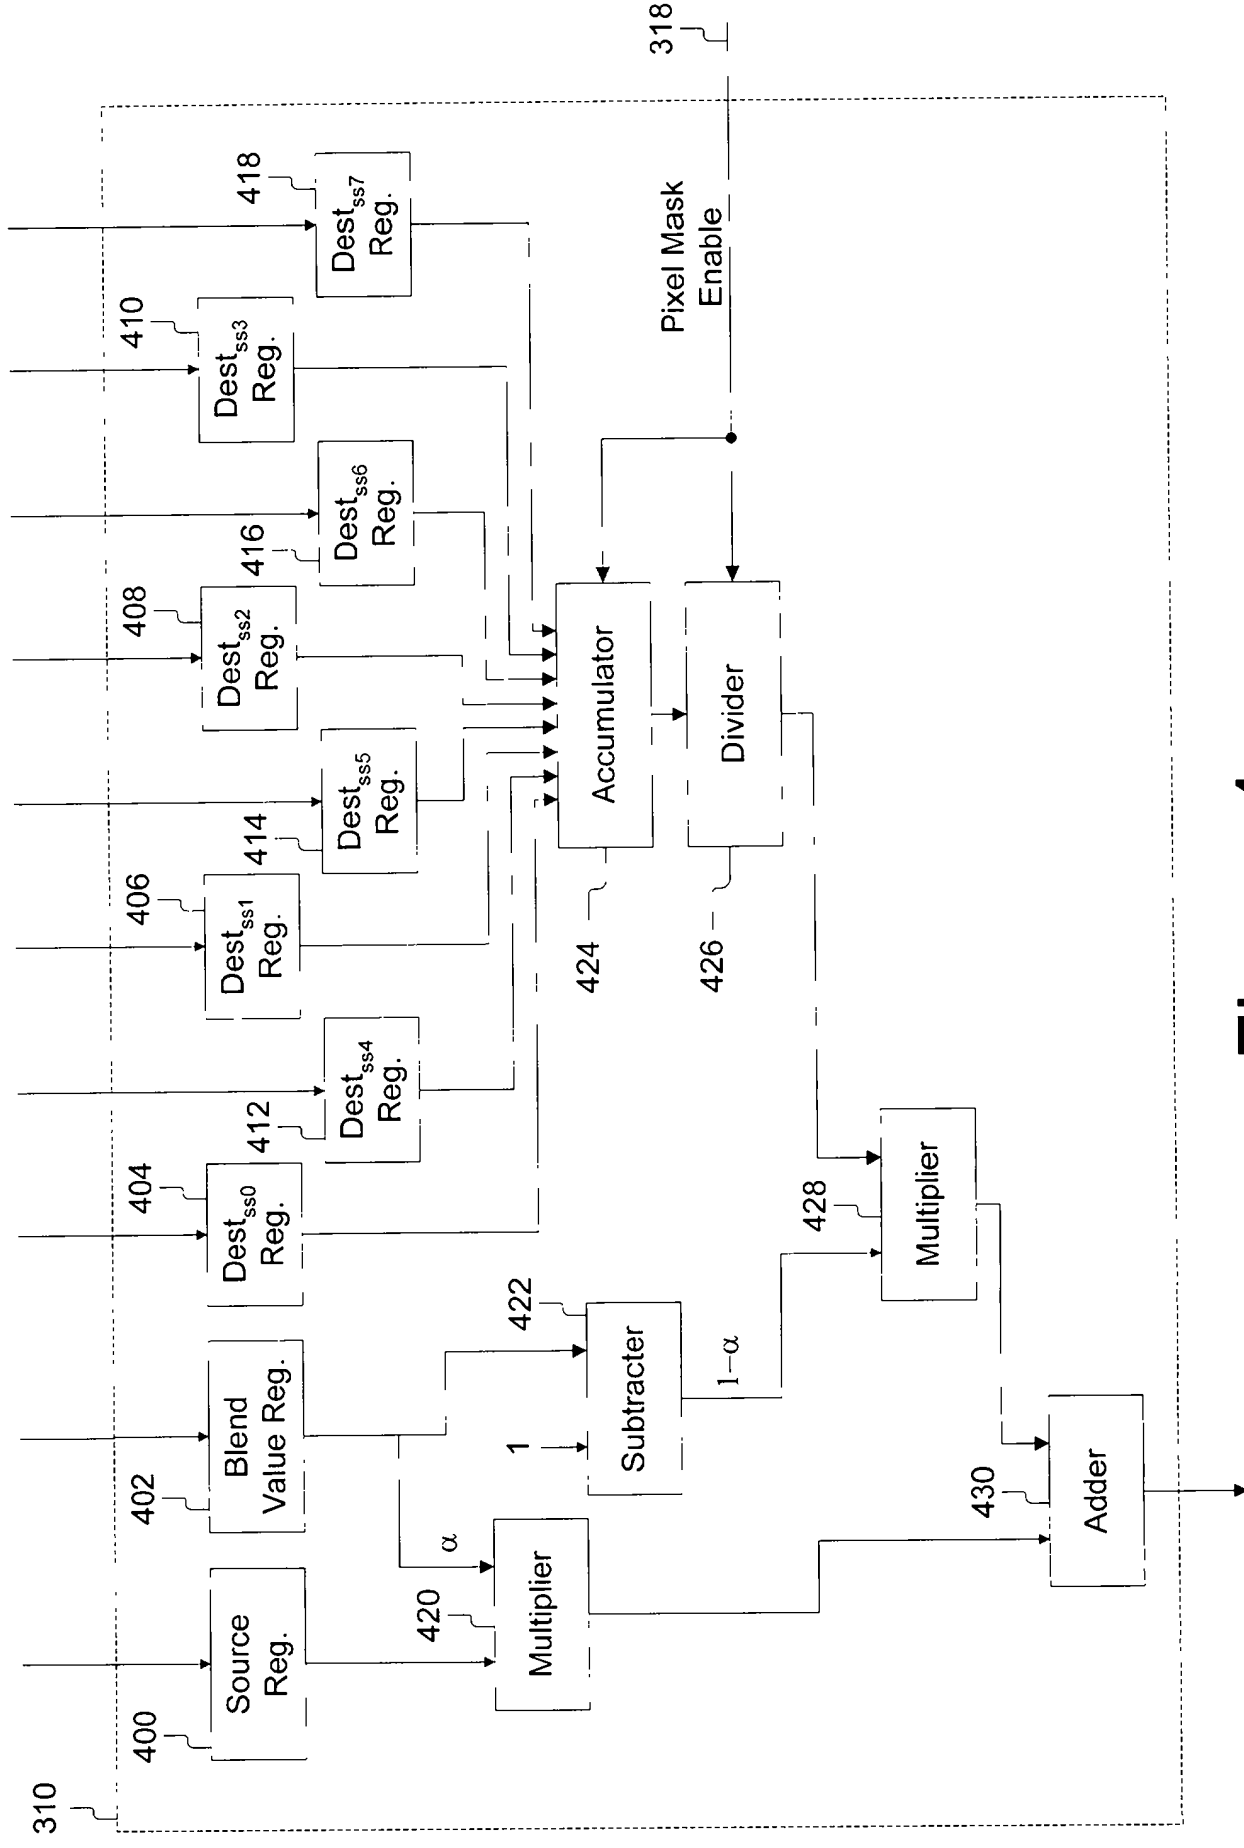 310
400
Source
Reg.
402
Blend
Value Reg.
404
Dest ss0
Reg.
412
Dest ss4
Reg.
406
Dest ss1
Reg.
414
Dest ss5
Reg.
408
Dest ss2
Reg.
416
Dest ss6
Reg.
410
Dest ss3
Reg.
418
Dest ss7
Reg.
318
Pixel Mask
Enable
α
420
Multiplier
1
422
Subtracter
1–α
424
Accumulator
426
Divider
428
Multiplier
430
Adder